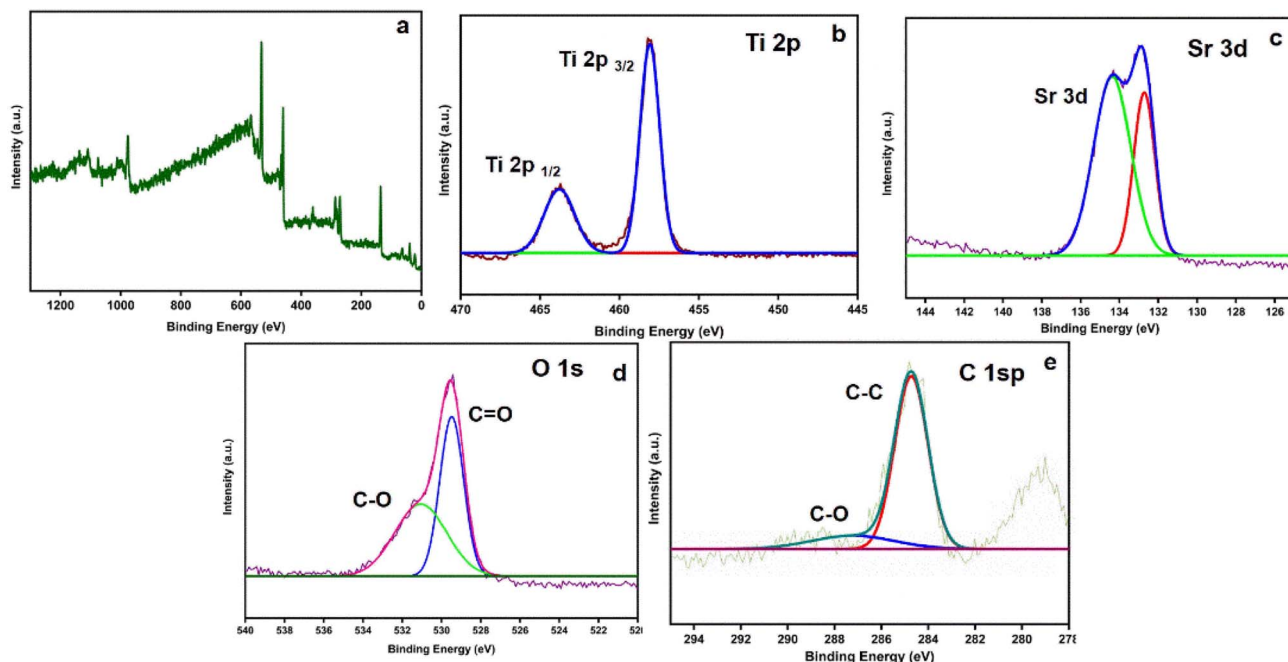 a
Intensity (a.u.)
1200 1000 800 600 400 200 0
Binding Energy (eV)
Ti 2p b
Ti 2p 3/2
Ti 2p 1/2
Intensity (a.u.)
470 465 460 455 450 445
Binding Energy (eV)
Sr 3d c
Sr 3d
Intensity (a.u.)
144 142 140 138 136 134 132 130 128 126
Binding Energy (eV)
O 1s d
C=O
C-O
Intensity (a.u.)
540 538 536 534 532 530 528 526 524 522 520
Binding Energy (eV)
C 1sp e
C-C
C-O
Intensity (a.u.)
294 292 290 288 286 284 282 280 278
Binding Energy (eV)